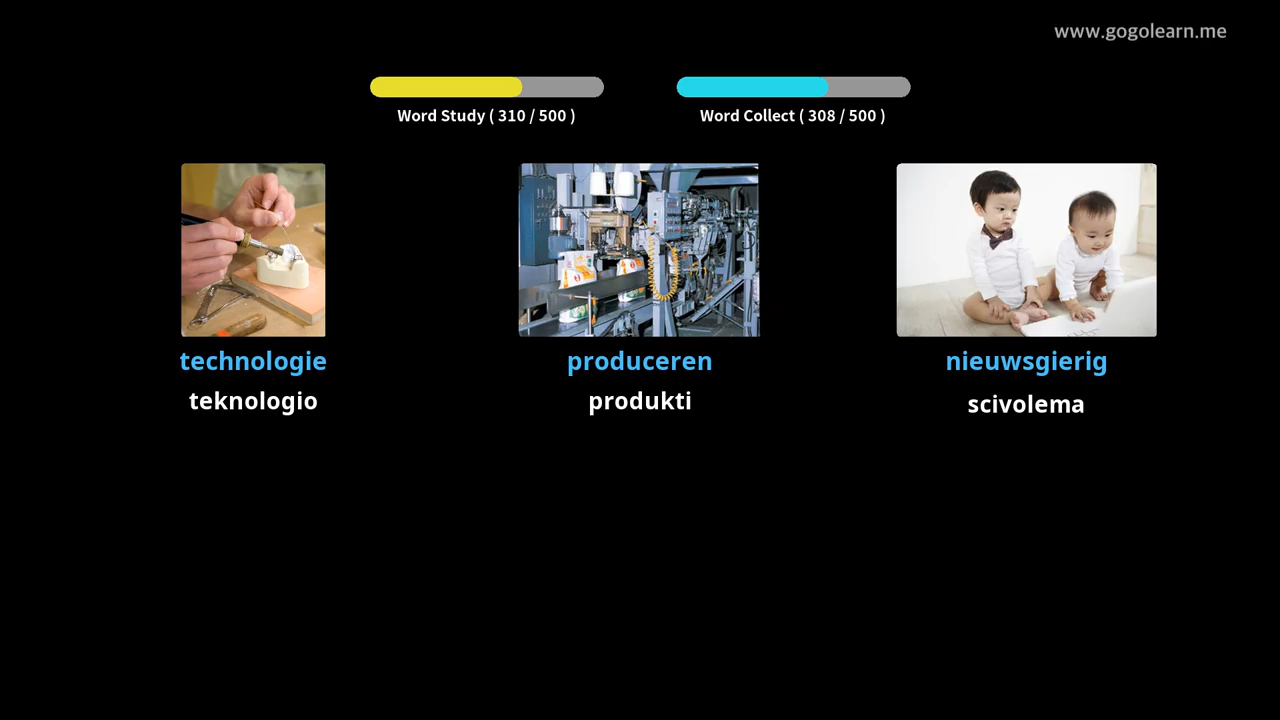 www.gogolearn.me
Word Study ( 310 / 500 )
Word Collect ( 308 / 500 )
technologie
produceren
nieuwsgierig
teknologio
produkti
scivolema